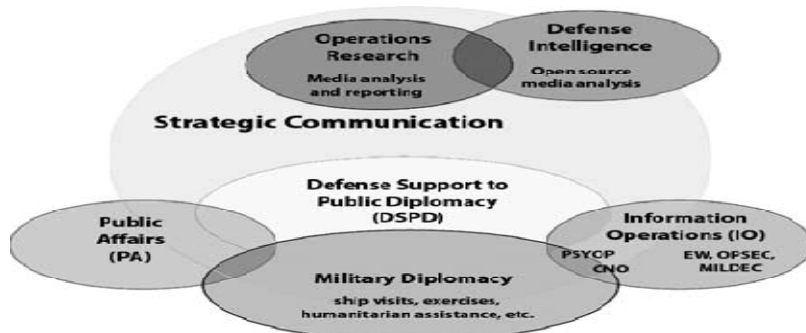 Operations
Research
Media analysis
and reporting
Defense
Intelligence
Open source
media analysis
Strategic Communication
Defense Support to
Public Diplomacy
(DSPD)
Public
Affairs
(PA)
Information
Operations (IO)
PSYOP
CNO
EW, OPSEC,
MILDEC
Military Diplomacy
ship visits, exercises,
humanitarian assistance, etc.